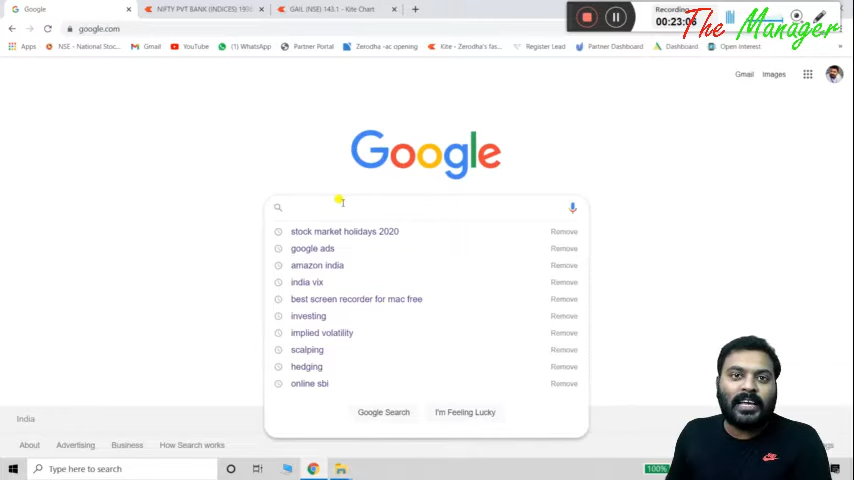 Google
NIFTY PVT BANK (INDICES)
GAIL (NSE) 143.1 - Kite Chart
Recording
00:23:06
The Manager
google.com
Apps
NSE - National Stoc...
Gmail
YouTube
(1) WhatsApp
Partner Portal
Zerodha -ac opening
Kite - Zerodha's fas...
Register Lead
Partner Dashboard
Dashboard
Open interest
Gmail
Images
Google
stock market holidays 2020
Remove
google ads
Remove
amazon india
Remove
india vix
Remove
best screen recorder for mac free
Remove
investing
Remove
implied volatility
Remove
scalping
Remove
hedging
Remove
online sbi
Remove
Google Search
I'm Feeling Lucky
India
About
Advertising
Business
How Search works
Type here to search
100%